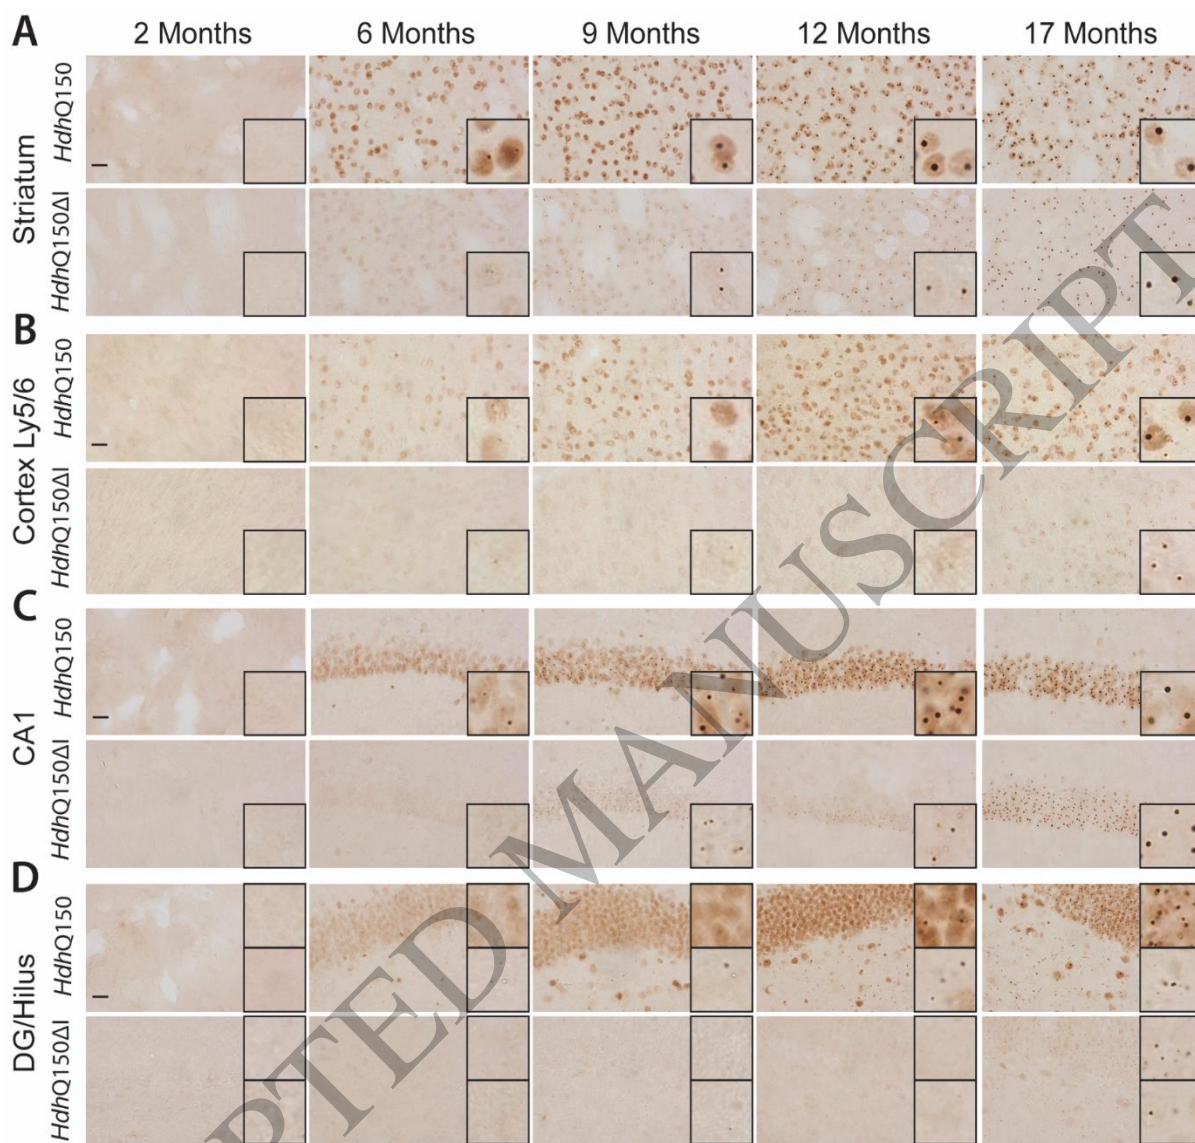 A
2 Months 6 Months 9 Months 12 Months 17 Months
Striatum
HdhQ150
HdhQ150ΔI
B
Cortex Ly5/6
HdhQ150
HdhQ150ΔI
C
CA1
HdhQ150
HdhQ150ΔI
D
DG/Hilus
HdhQ150
HdhQ150ΔI
PTED MANUSCRIPT